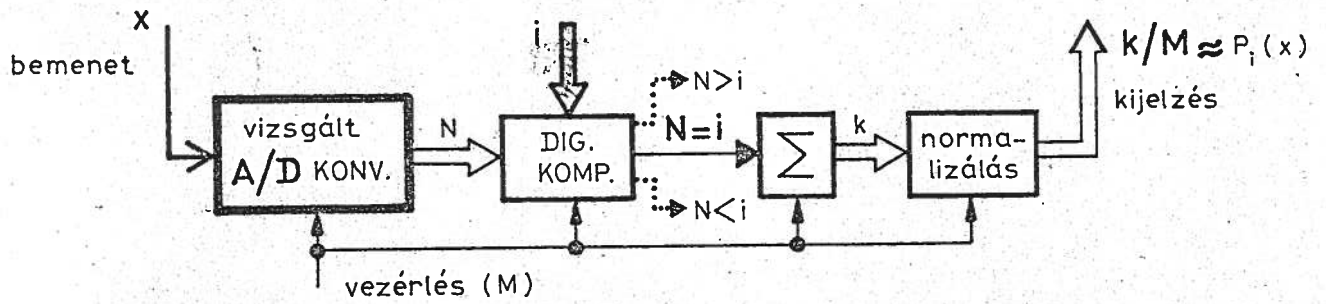 x
bemenet
vizsgált
A/D KONV.
N
i
DIG.
KOMP.
N>i
N=i
N<i
Σ
k
norma-
lizálás
k/M ≈ Pᵢ(x)
kijelzés
vezérlés (M)